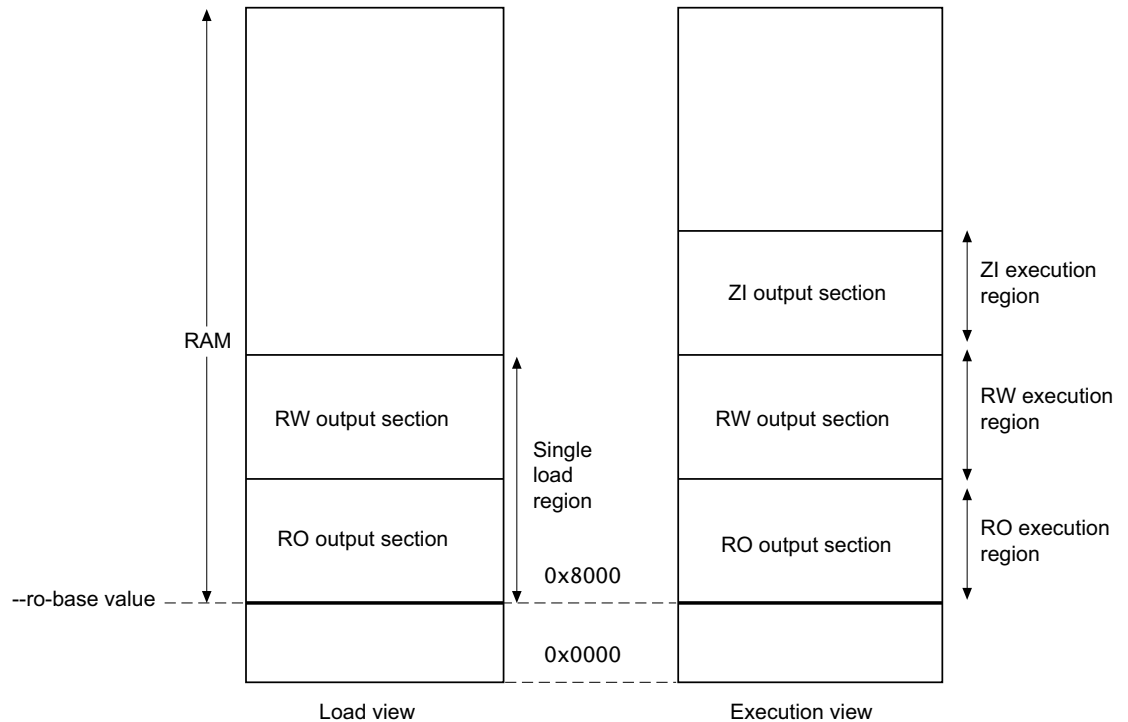 ZI output section
ZI execution
region
RAM
RW output section
Single
load
region
RW output section
RW execution
region
RO output section
RO output section
RO execution
region
0x8000
--ro-base value
0x0000
Load view
Execution view